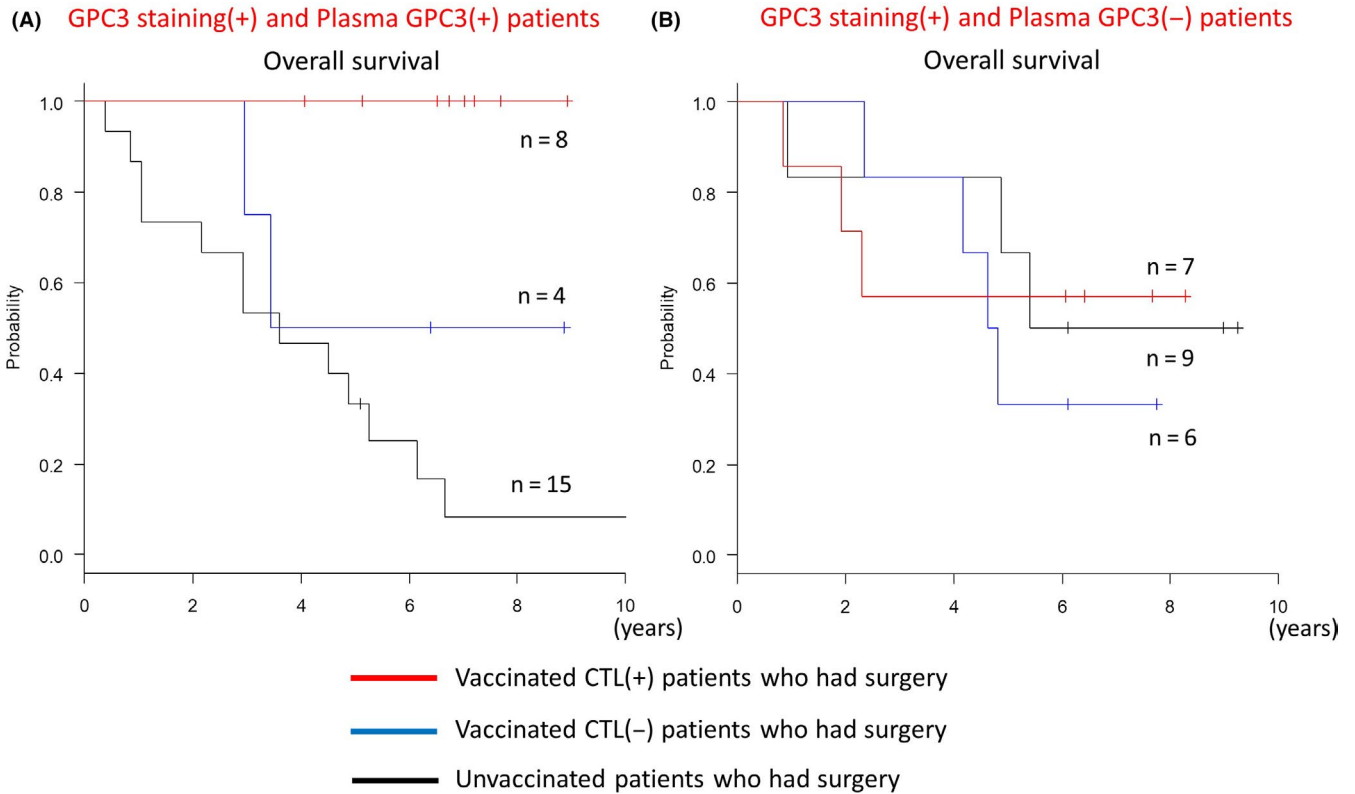 (A) GPC3 staining(+) and Plasma GPC3(+) patients
Overall survival
Probability
1.0
0.8
0.6
0.4
0.2
0.0
n = 8
n = 4
n = 15
0 2 4 6 8 10
(years)
(B) GPC3 staining(+) and Plasma GPC3(−) patients
Overall survival
Probability
1.0
0.8
0.6
0.4
0.2
0.0
n = 7
n = 9
n = 6
0 2 4 6 8 10
(years)
Vaccinated CTL(+) patients who had surgery
Vaccinated CTL(−) patients who had surgery
Unvaccinated patients who had surgery